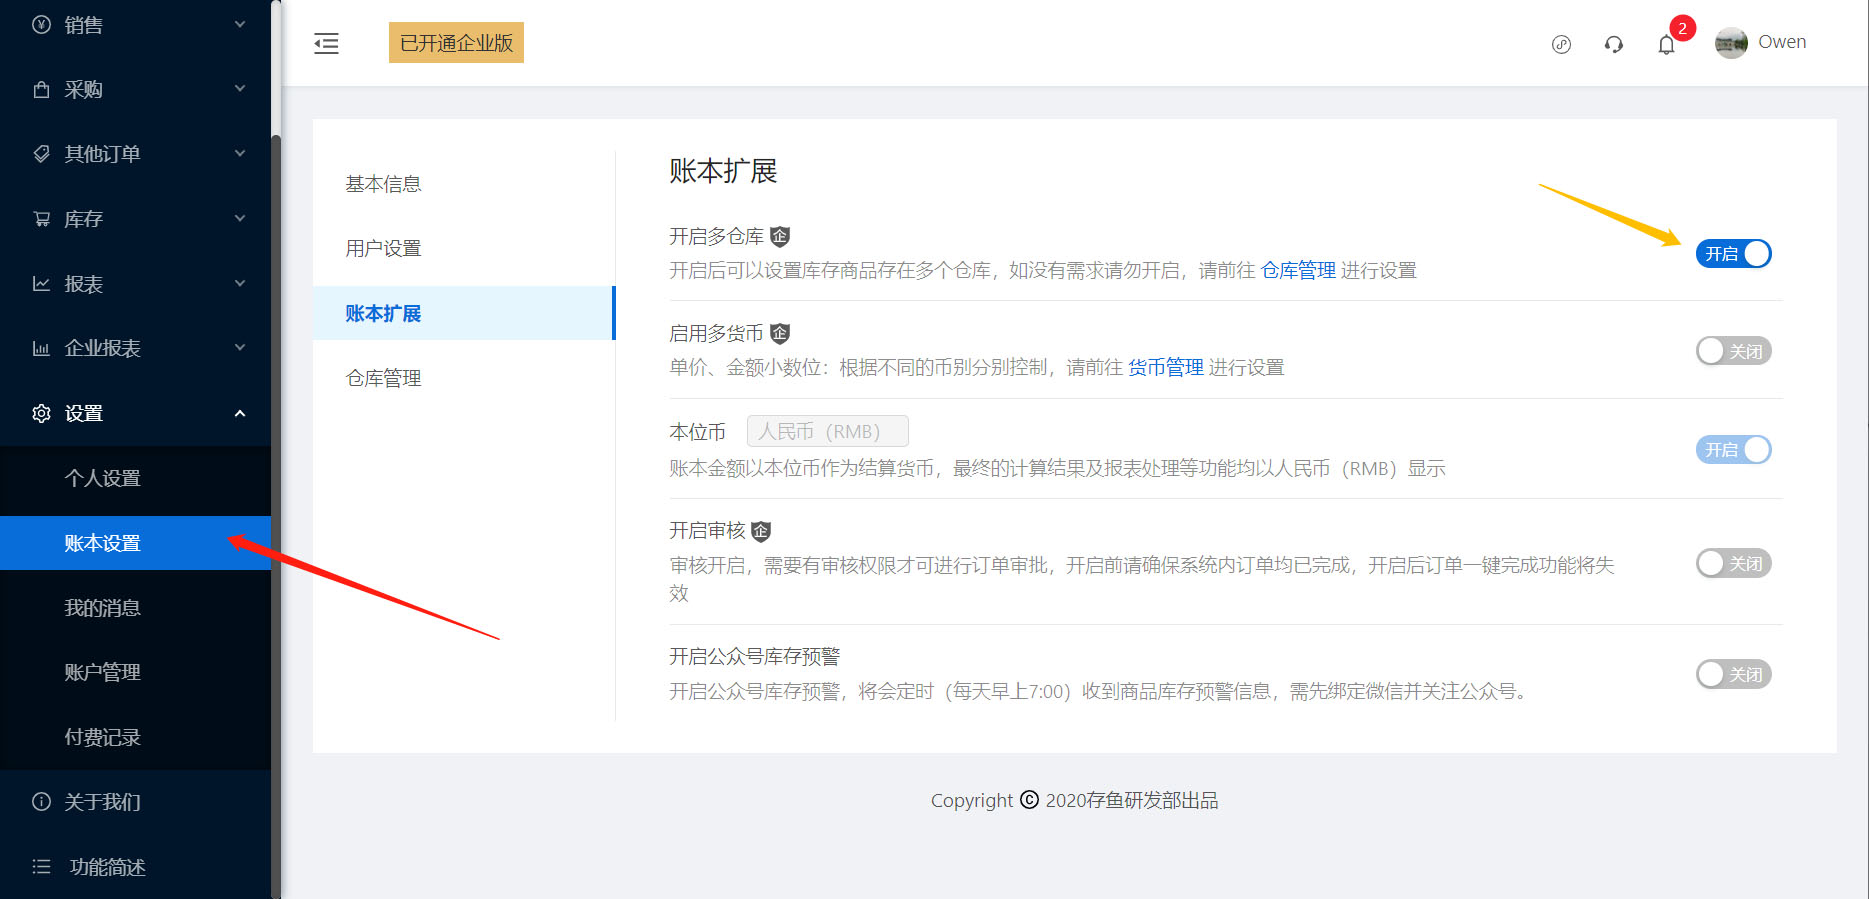 销售
采购
其他订单
库存
报表
企业报表
设置
个人设置
账本设置
我的消息
账户管理
付费记录
关于我们
功能简述
已开通企业版
2
Owen
基本信息
用户设置
账本扩展
仓库管理
账本扩展
开启多仓库 企
开启后可以设置库存商品存在多个仓库，如没有需求请勿开启，请前往 仓库管理 进行设置
开启
启用多货币 企
单价、金额小数位：根据不同的币别分别控制，请前往 货币管理 进行设置
关闭
本位币 人民币（RMB）
账本金额以本位币作为结算货币，最终的计算结果及报表处理等功能均以人民币（RMB）显示
开启
开启审核 企
审核开启，需要有审核权限才可进行订单审批，开启前请确保系统内订单均已完成，开启后订单一键完成功能将失
效
关闭
开启公众号库存预警
开启公众号库存预警，将会定时（每天早上7:00）收到商品库存预警信息，需先绑定微信并关注公众号。
关闭
Copyright © 2020存鱼研发部出品